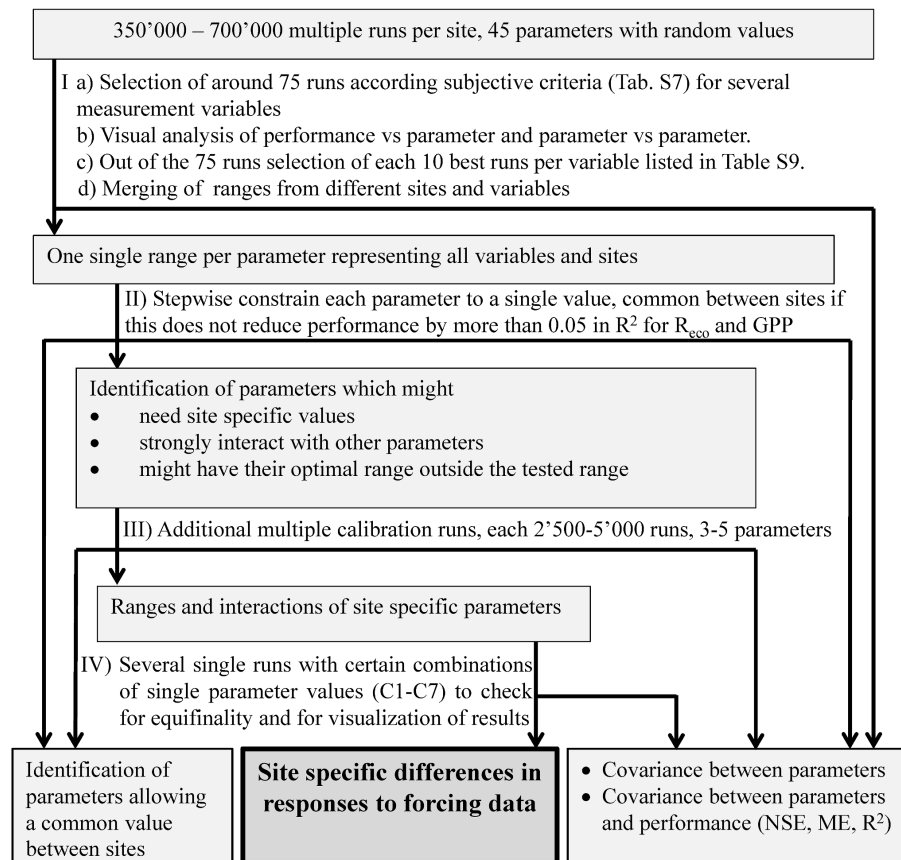 350’000 – 700’000 multiple runs per site, 45 parameters with random values
I a) Selection of around 75 runs according subjective criteria (Tab. S7) for several
measurement variables
b) Visual analysis of performance vs parameter and parameter vs parameter.
c) Out of the 75 runs selection of each 10 best runs per variable listed in Table S9.
d) Merging of ranges from different sites and variables
One single range per parameter representing all variables and sites
II) Stepwise constrain each parameter to a single value, common between sites if
this does not reduce performance by more than 0.05 in R² for Reco and GPP
Identification of parameters which might
• need site specific values
• strongly interact with other parameters
• might have their optimal range outside the tested range
III) Additional multiple calibration runs, each 2’500-5’000 runs, 3-5 parameters
Ranges and interactions of site specific parameters
IV) Several single runs with certain combinations
of single parameter values (C1-C7) to check
for equifinality and for visualization of results
Identification of
parameters allowing
a common value
between sites
Site specific differences in
responses to forcing data
• Covariance between parameters
• Covariance between parameters
and performance (NSE, ME, R²)